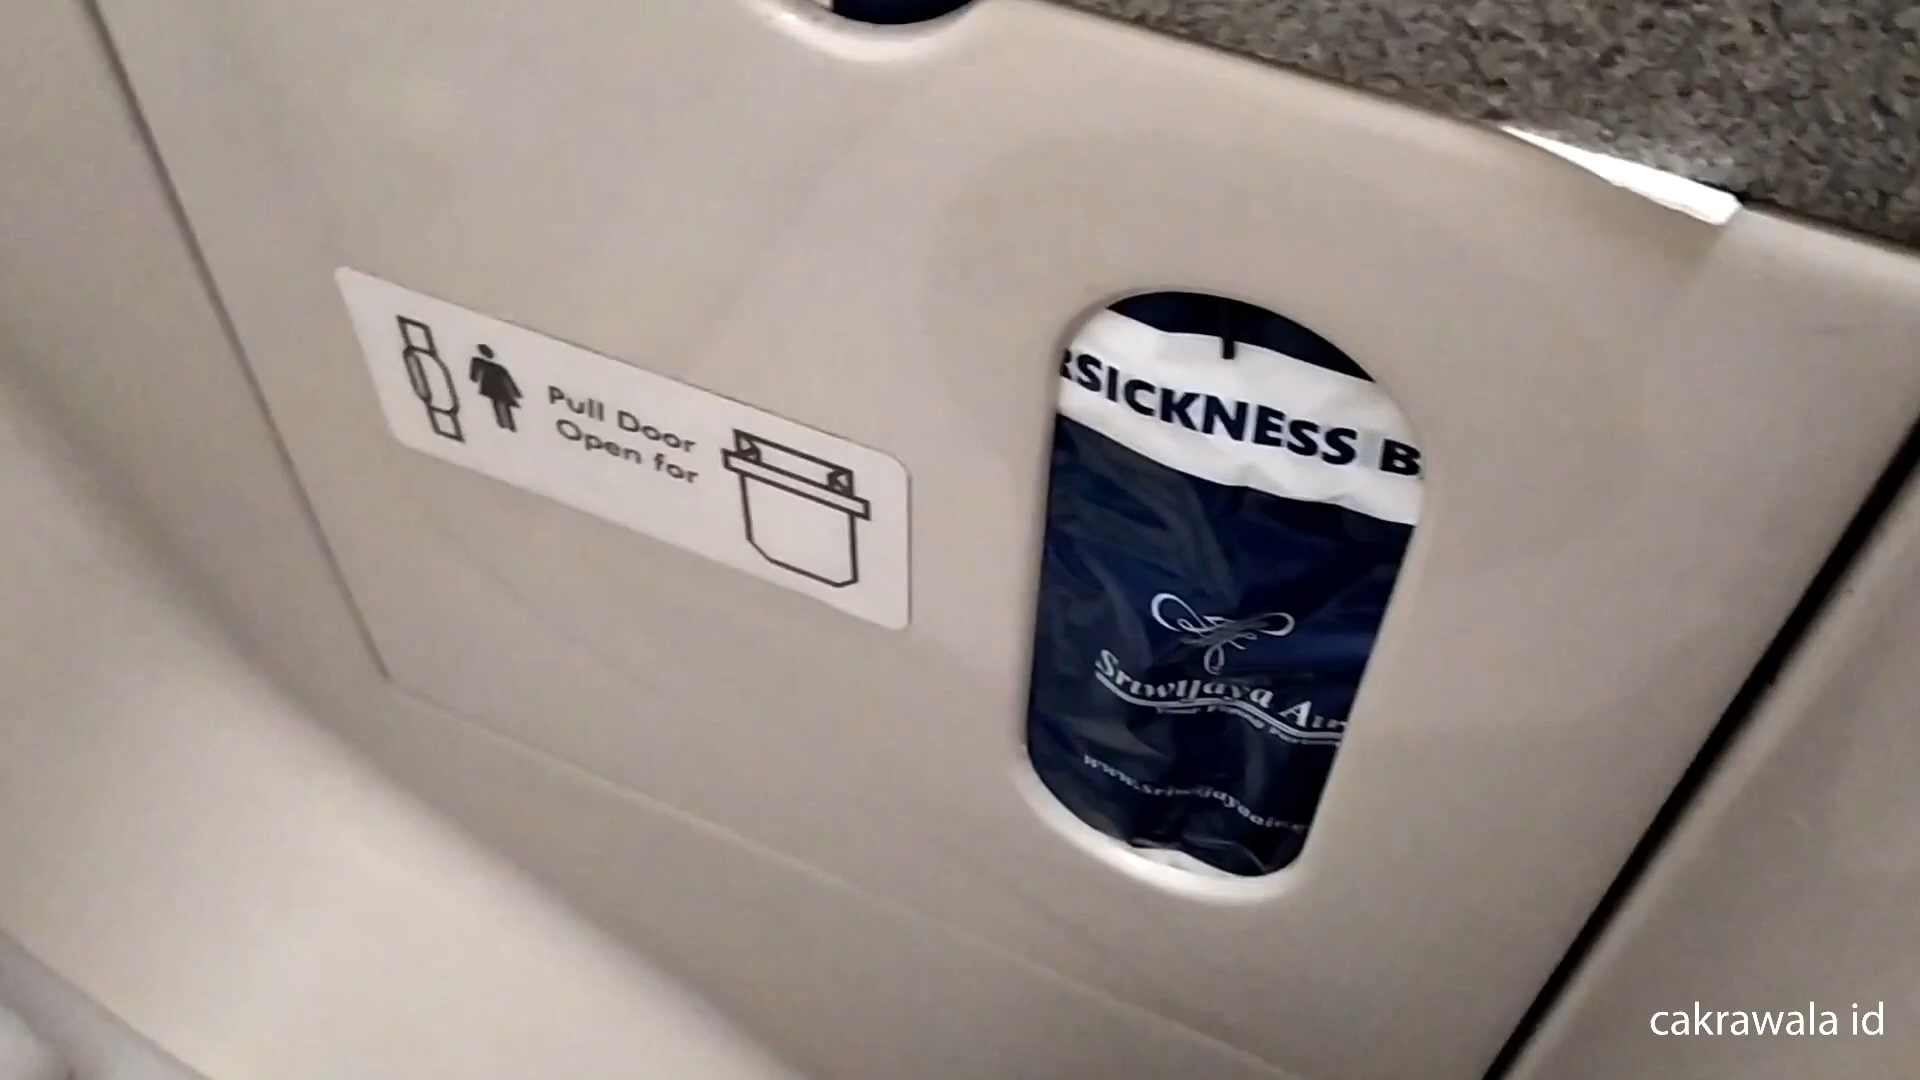 Pull Door
Open for
RSICKNESS B
Sriwijaya Air
cakrawala id